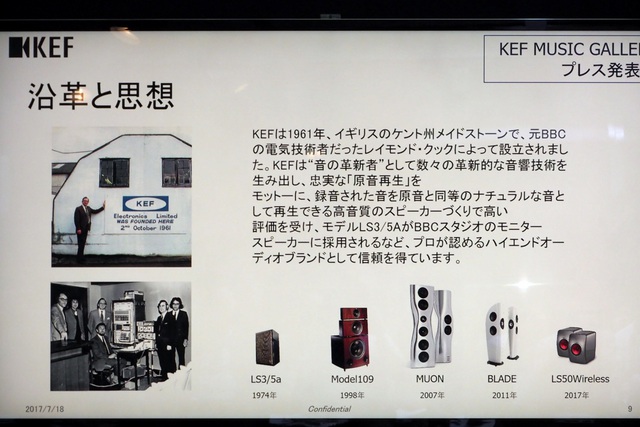 KEF
KEF MUSIC GALLE
プレス発表
沿革と思想
KEFは1961年、イギリスのケント州メイドストーンで、元BBC
の電気技術者だったレイモンド・クックによって設立されまし
た。KEFは“音の革新者”として数々の革新的な音響技術を
生み出し、忠実な「原音再生」を
モットーに、録音された音を原音と同等のナチュラルな音と
して再生できる高音質のスピーカーづくりで高い
評価を受け、モデルLS3/5AがBBCスタジオのモニター
スピーカーに採用されるなど、プロが認めるハイエンドオー
ディオブランドとして信頼を得ています。
KEF
Electronics Limited
WAS FOUNDED HERE
2nd October 1961
LS3/5a
Model109
MUON
BLADE
LS50Wireless
1974年
1998年
2007年
2011年
2017年
2017/7/18
Confidential
9